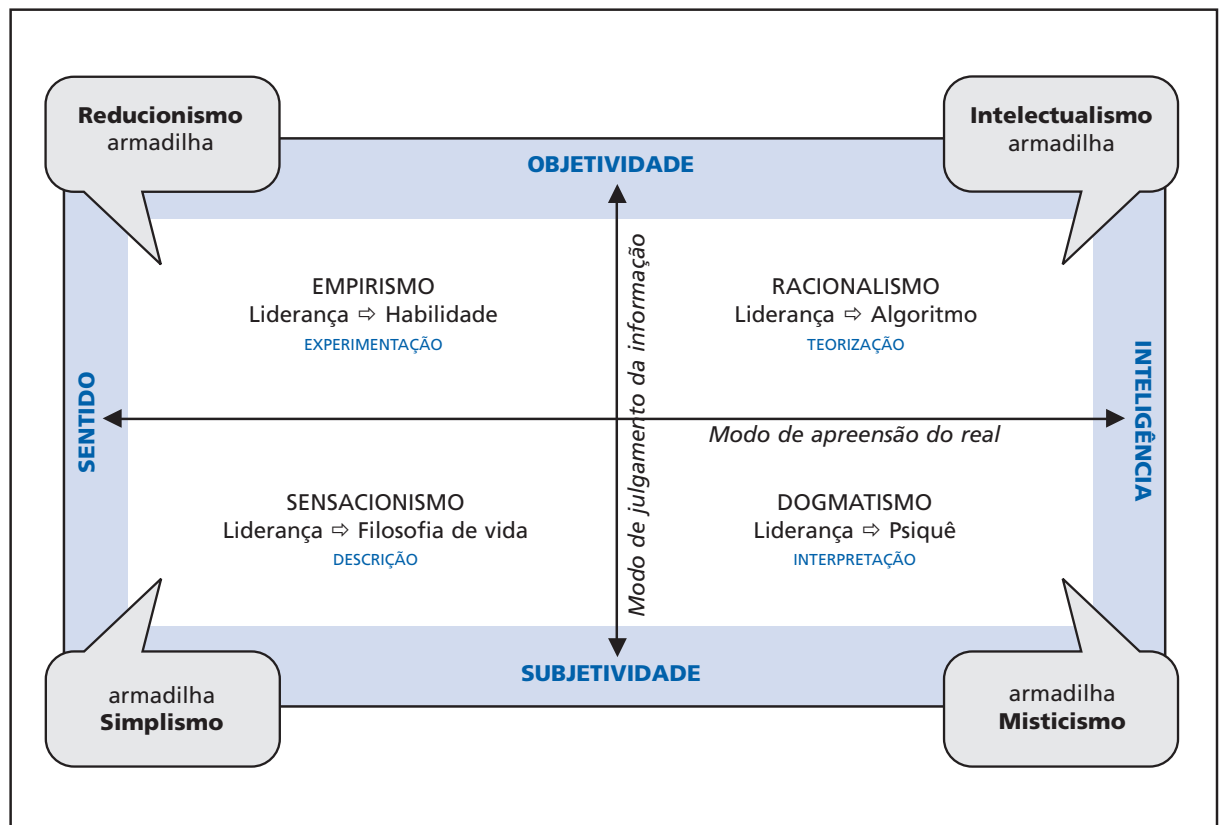 Reducionismo
armadilha
Intelectualismo
armadilha
OBJETIVIDADE
EMPIRISMO
Liderança ⇨ Habilidade
EXPERIMENTAÇÃO
RACIONALISMO
Liderança ⇨ Algoritmo
TEORIZAÇÃO
SENTIDO
Modo de julgamento da informação
Modo de apreensão do real
INTELIGÊNCIA
SENSACIONISMO
Liderança ⇨ Filosofia de vida
DESCRIÇÃO
DOGMATISMO
Liderança ⇨ Psiquê
INTERPRETAÇÃO
SUBJETIVIDADE
armadilha
Simplismo
armadilha
Misticismo